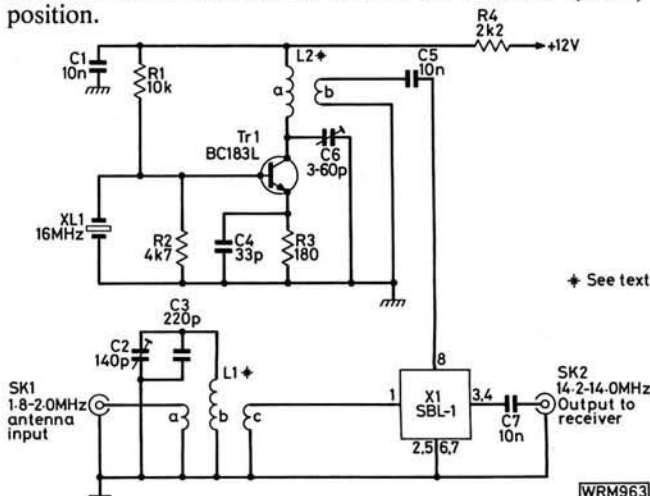 position.
R4
2k2
+12V
C1
10n
R1
10k
L2*
a
b
C5
10n
Tr1
BC183L
C6
3-60p
XL1
16MHz
R2
4k7
C4
33p
R3
180
* See text
C3
220p
C2
140p
L1*
SK1
1.8-2.0MHz
antenna
input
a
b
c
1
8
X1
SBL-1
3,4
2,5
6,7
C7
10n
SK2
14.2-14.0MHz
Output to
receiver
WRM963